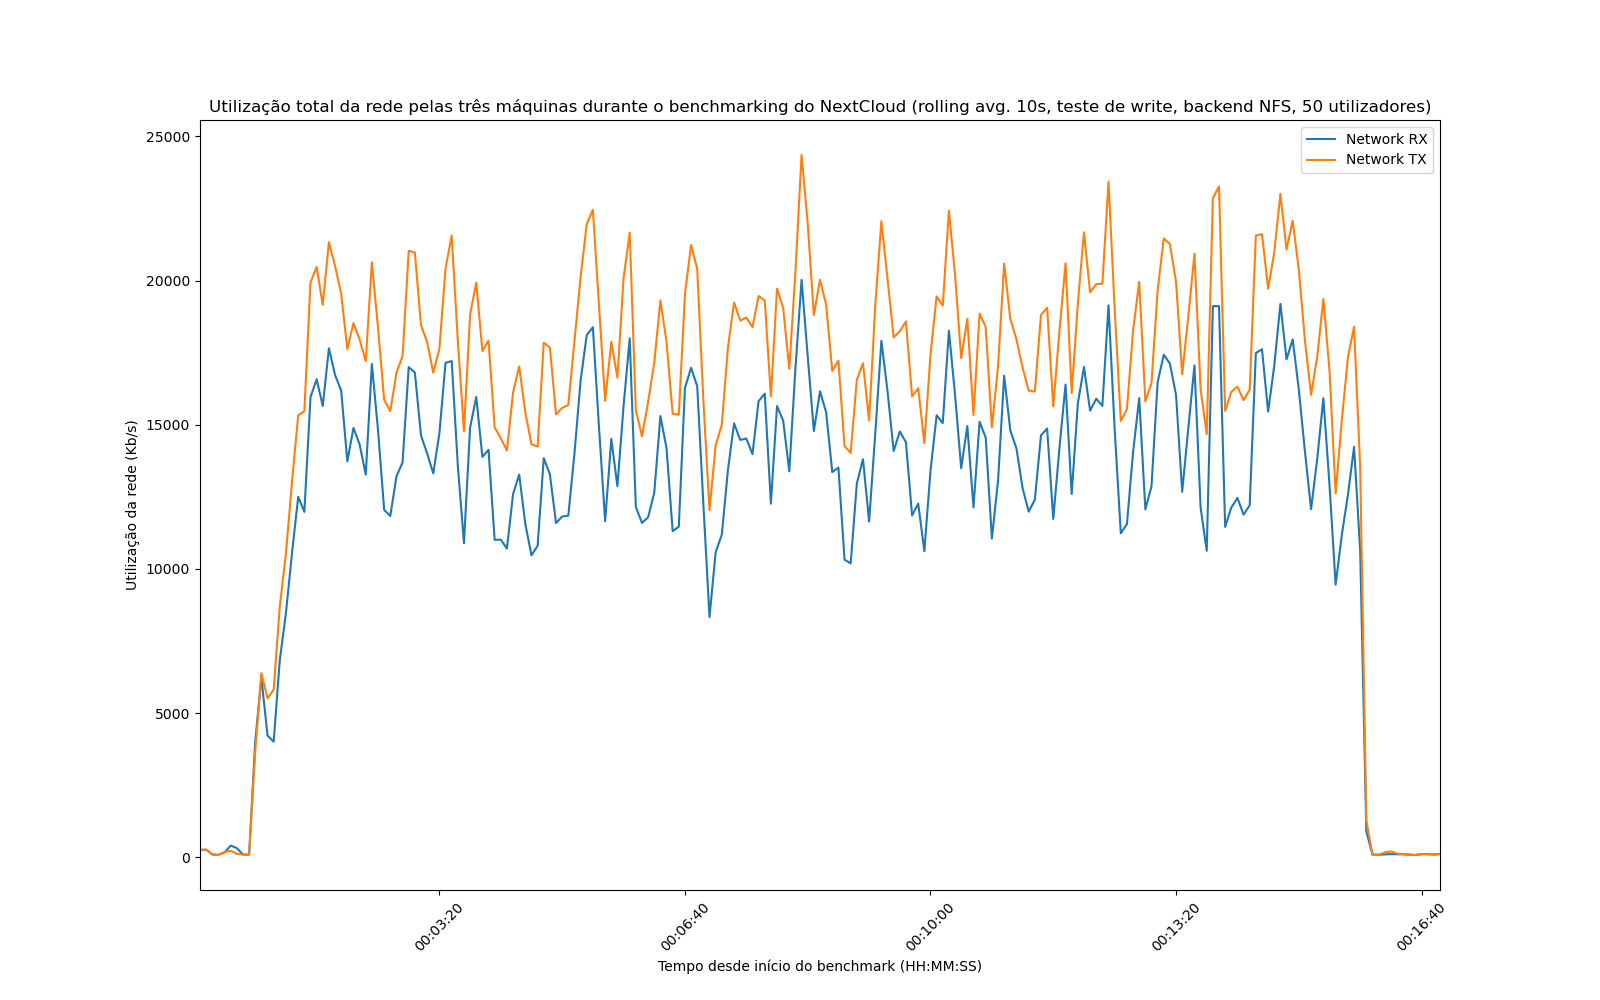 Utilização total da rede pelas três máquinas durante o benchmarking do NextCloud (rolling avg. 10s, teste de write, backend NFS, 50 utilizadores)
Network RX
Network TX
Utilização da rede (Kb/s)
25000
20000
15000
10000
5000
0
00:03:20
00:06:40
00:10:00
00:13:20
00:16:40
Tempo desde início do benchmark (HH:MM:SS)